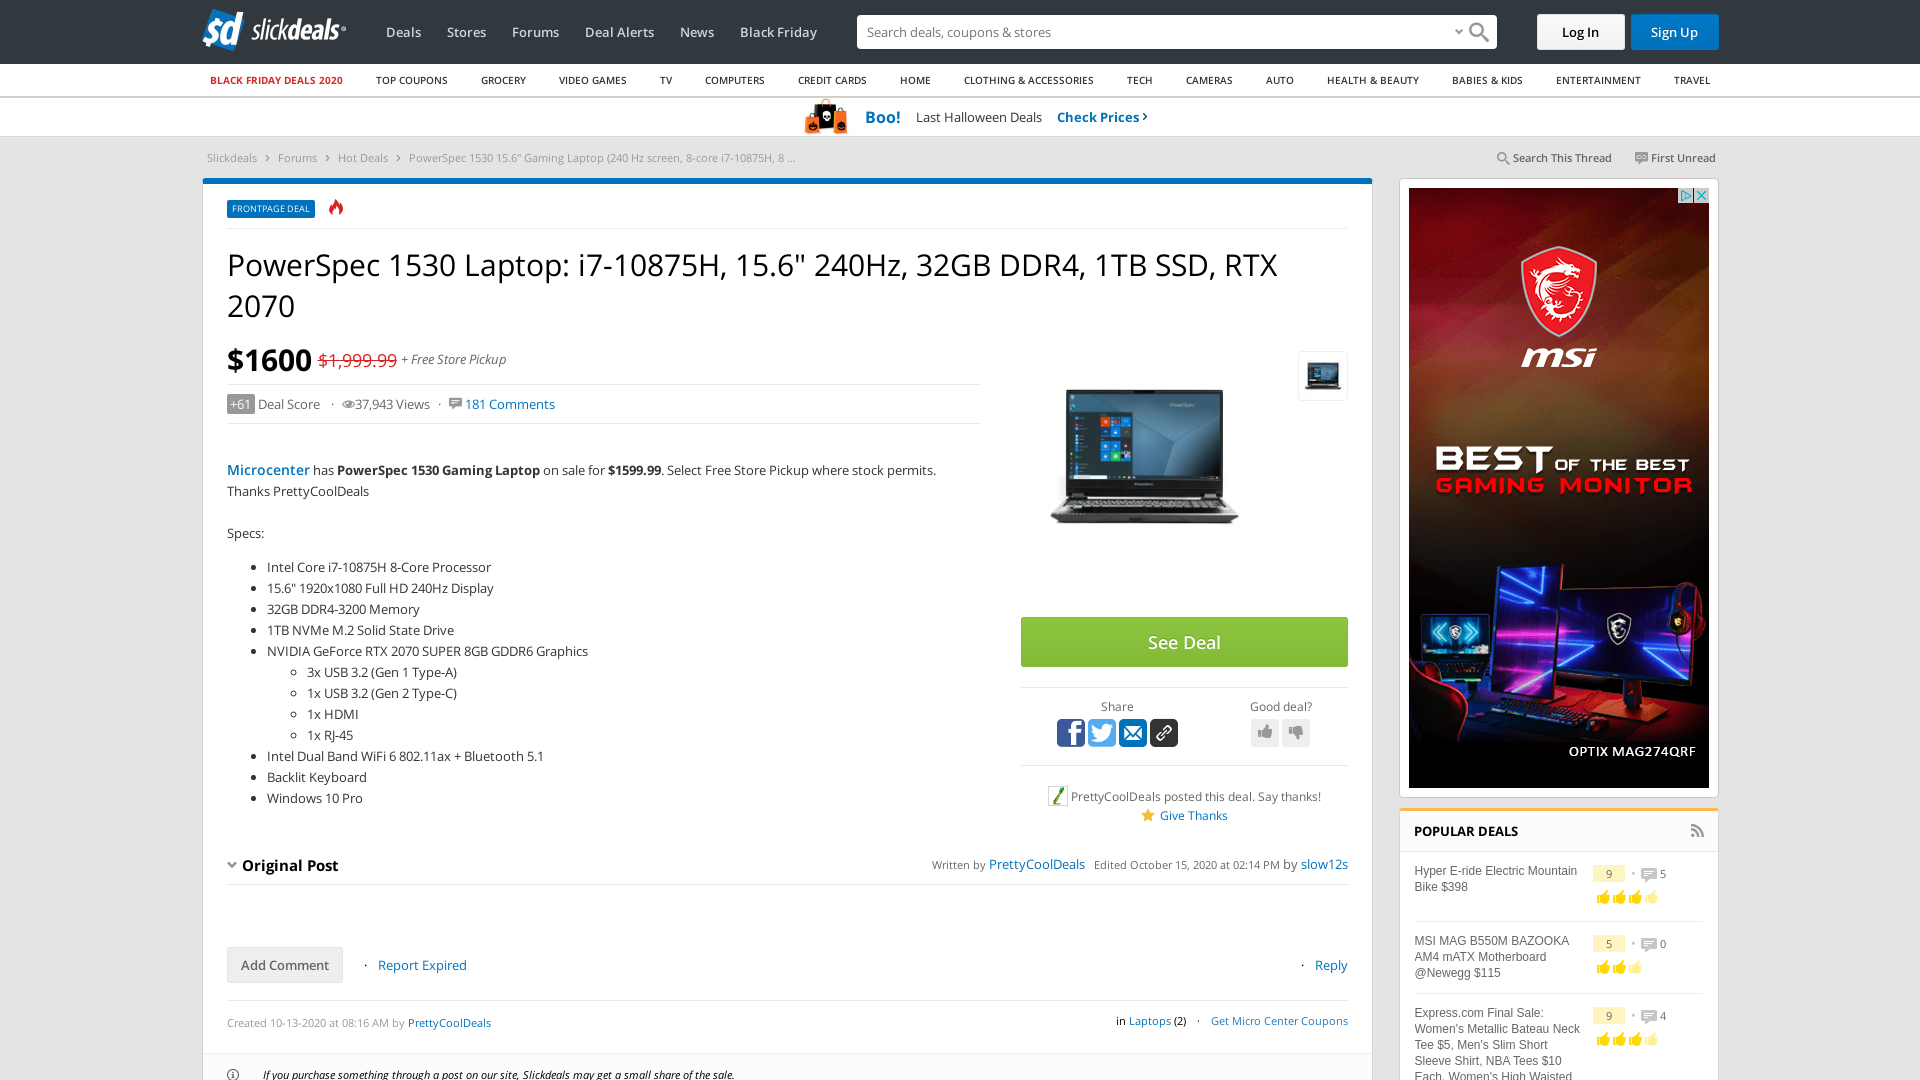 sd slickdeals
Deals Stores Forums Deal Alerts News Black Friday
Search deals, coupons & shops
Log In Sign Up
BLACK FRIDAY DEALS 2020 TOP COUPONS GROCERY VIDEO GAMES TV COMPUTERS CREDIT CARDS HOME CLOTHING & ACCESSORIES TECH CAMERAS AUTO HEALTH & BEAUTY BABIES & KIDS ENTERTAINMENT TRAVEL
Boo! Last Halloween Deals Check Prices
Slickdeals › Forums › Hot Deals › PowerSpec 1530 15.6" Gaming Laptop (240 Hz screen, 8-core i7-10875H, 8 ...
Search This Thread First Unread
FRONTPAGE DEAL
PowerSpec 1530 Laptop: i7-10875H, 15.6" 240Hz, 32GB DDR4, 1TB SSD, RTX
2070
$1600 $1,999.99 + Free Store Pickup
+61 Deal Score · 37,943 Views · 181 Comments
Microcenter has PowerSpec 1530 Gaming Laptop on sale for $1599.99. Select Free Store Pickup where stock permits.
Thanks PrettyCoolDeals
Specs:
Intel Core i7-10875H 8-Core Processor
15.6" 1920x1080 Full HD 240Hz Display
32GB DDR4-3200 Memory
1TB NVMe M.2 Solid State Drive
NVIDIA GeForce RTX 2070 SUPER 8GB GDDR6 Graphics
3x USB 3.2 (Gen 1 Type-A)
1x USB 3.2 (Gen 2 Type-C)
1x HDMI
1x RJ-45
Intel Dual Band WiFi 6 802.11ax + Bluetooth 5.1
Backlit Keyboard
Windows 10 Pro
See Deal
Share Good deal?
PrettyCoolDeals posted this deal. Say thanks!
Give Thanks
Original Post
Written by PrettyCoolDeals Edited October 15, 2020 at 02:14 PM by slow12s
Add Comment · Report Expired
· Reply
Created 10-13-2020 at 08:16 AM by PrettyCoolDeals
in Laptops (2) · Get Micro Center Coupons
If you purchase something through a post on our site, Slickdeals may get a small share of the sale.
msi
BEST OF THE BEST
GAMING MONITOR
OPTIX MAG274QRF
POPULAR DEALS
Hyper E-ride Electric Mountain
Bike $398
9 · 5
MSI MAG B550M BAZOOKA
AM4 mATX Motherboard
@Newegg $115
5 · 0
Express.com Final Sale:
Women's Metallic Bateau Neck
Tee $5, Men's Slim Short
Sleeve Shirt, NBA Tees $10
Each, Women's High Waisted
9 · 4